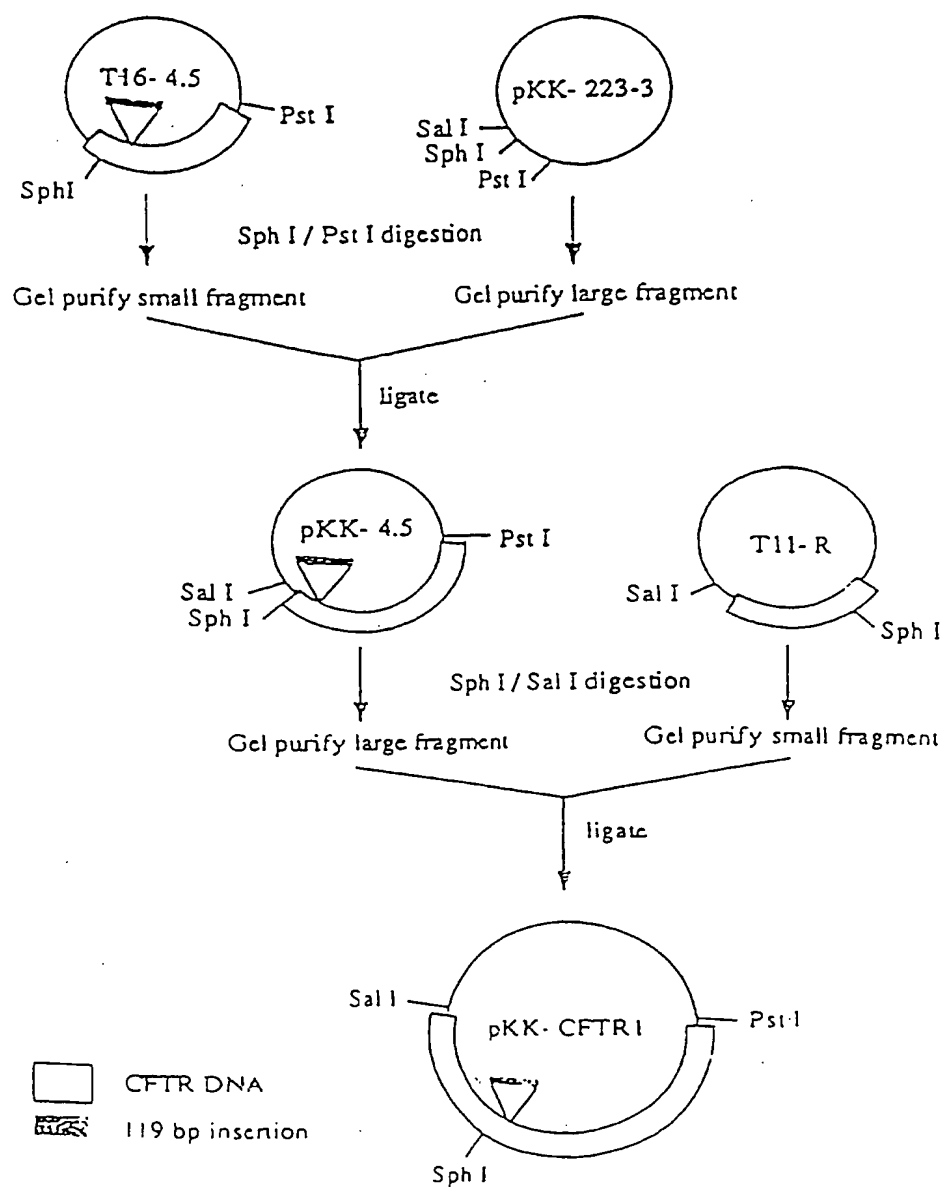 T16- 4.5
Pst I
SphI
pKK- 223-3
Sal I
Sph I
Pst I
Sph I / Pst I digestion
Gel purify small fragment
Gel purify large fragment
ligate
pKK- 4.5
Pst I
Sal I
Sph I
T11- R
Sal I
Sph I
Sph I / Sal I digestion
Gel purify large fragment
Gel purify small fragment
ligate
Sal I
pKK- CFTR1
Pst I
Sph I
CFTR DNA
119 bp insertion